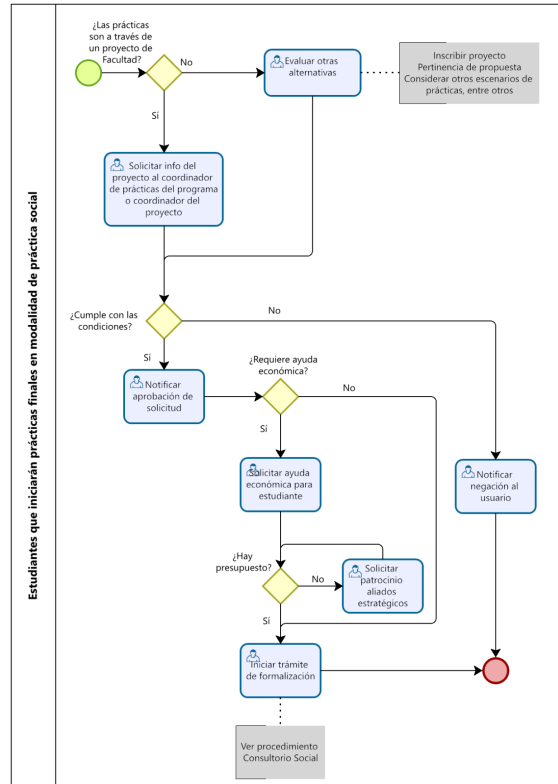 Estudiantes que iniciarán prácticas finales en modalidad de práctica social
¿Las prácticas
son a través de
un proyecto de
Facultad?
No
Evaluar otras
alternativas
Inscribir proyecto
Pertinencia de propuesta
Considerar otros escenarios de
prácticas, entre otros
Sí
Solicitar info del
proyecto al coordinador
de prácticas del programa
o coordinador del
proyecto
¿Cumple con las
condiciones?
No
Sí
Notificar
aprobación de
solicitud
¿Requiere ayuda
económica?
No
Sí
Solicitar ayuda
económica para
estudiante
Notificar
negación al
usuario
¿Hay
presupuesto?
No
Solicitar
patrocinio
aliados
estratégicos
Sí
Iniciar trámite
de formalización
Ver procedimiento
Consultorio Social